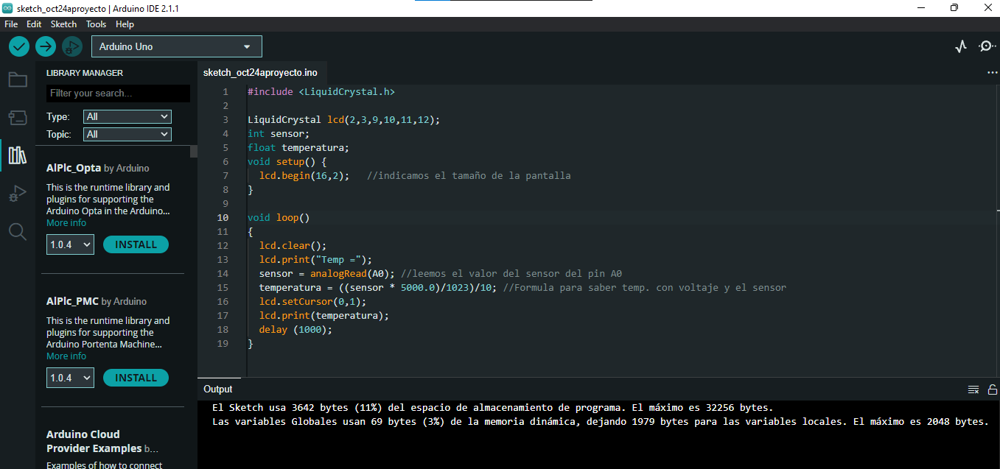 sketch_oct24aproyecto | Arduino IDE 2.1.1
File Edit Sketch Tools Help
Arduino Uno
LIBRARY MANAGER
Filter your search...
Type: All
Topic: All
AlPlc_Opta by Arduino
This is the runtime library and
plugins for supporting the
Arduino Opta in the Arduino...
More info
1.0.4 INSTALL
AlPlc_PMC by Arduino
This is the runtime library and
plugins for supporting the
Arduino Portenta Machine...
More info
1.0.4 INSTALL
Arduino Cloud
Provider Examples b...
Examples of how to connect
sketch_oct24aproyecto.ino
1 #include <LiquidCrystal.h>
2
3 LiquidCrystal lcd(2,3,9,10,11,12);
4 int sensor;
5 float temperatura;
6 void setup() {
7 lcd.begin(16,2); //indicamos el tamaño de la pantalla
8 }
9
10 void loop()
11 {
12 lcd.clear();
13 lcd.print("Temp =");
14 sensor = analogRead(A0); //leemos el valor del sensor del pin A0
15 temperatura = ((sensor * 5000.0)/1023)/10; //Formula para saber temp. con voltaje y el sensor
16 lcd.setCursor(0,1);
17 lcd.print(temperatura);
18 delay (1000);
19 }
Output
El Sketch usa 3642 bytes (11%) del espacio de almacenamiento de programa. El máximo es 32256 bytes.
Las variables Globales usan 69 bytes (3%) de la memoria dinámica, dejando 1979 bytes para las variables locales. El máximo es 2048 bytes.